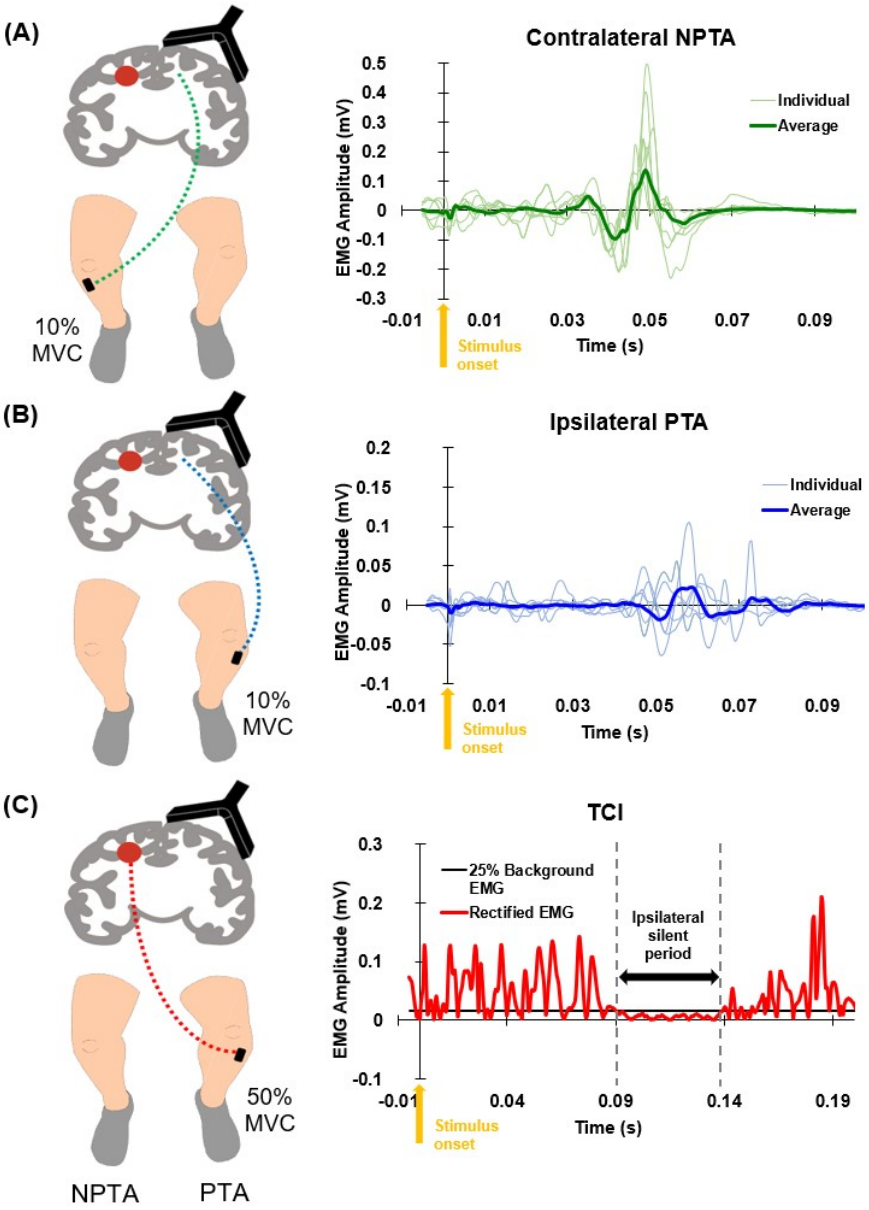 (A)
10%
MVC
Contralateral NPTA
EMG Amplitude (mV)
0.5
0.4
0.3
0.2
0.1
0
-0.1
-0.2
-0.3
Individual
Average
-0.01
0.01
0.03
0.05
0.07
0.09
Time (s)
Stimulus
onset
(B)
10%
MVC
Ipsilateral PTA
EMG Amplitude (mV)
0.2
0.15
0.1
0.05
0
-0.05
-0.1
Individual
Average
-0.01
0.01
0.03
0.05
0.07
0.09
Time (s)
Stimulus
onset
(C)
50%
MVC
NPTA
PTA
TCI
EMG Amplitude (mV)
0.3
0.2
0.1
0
-0.1
25% Background
EMG
Rectified EMG
Ipsilateral
silent
period
-0.01
0.04
0.09
0.14
0.19
Time (s)
Stimulus
onset